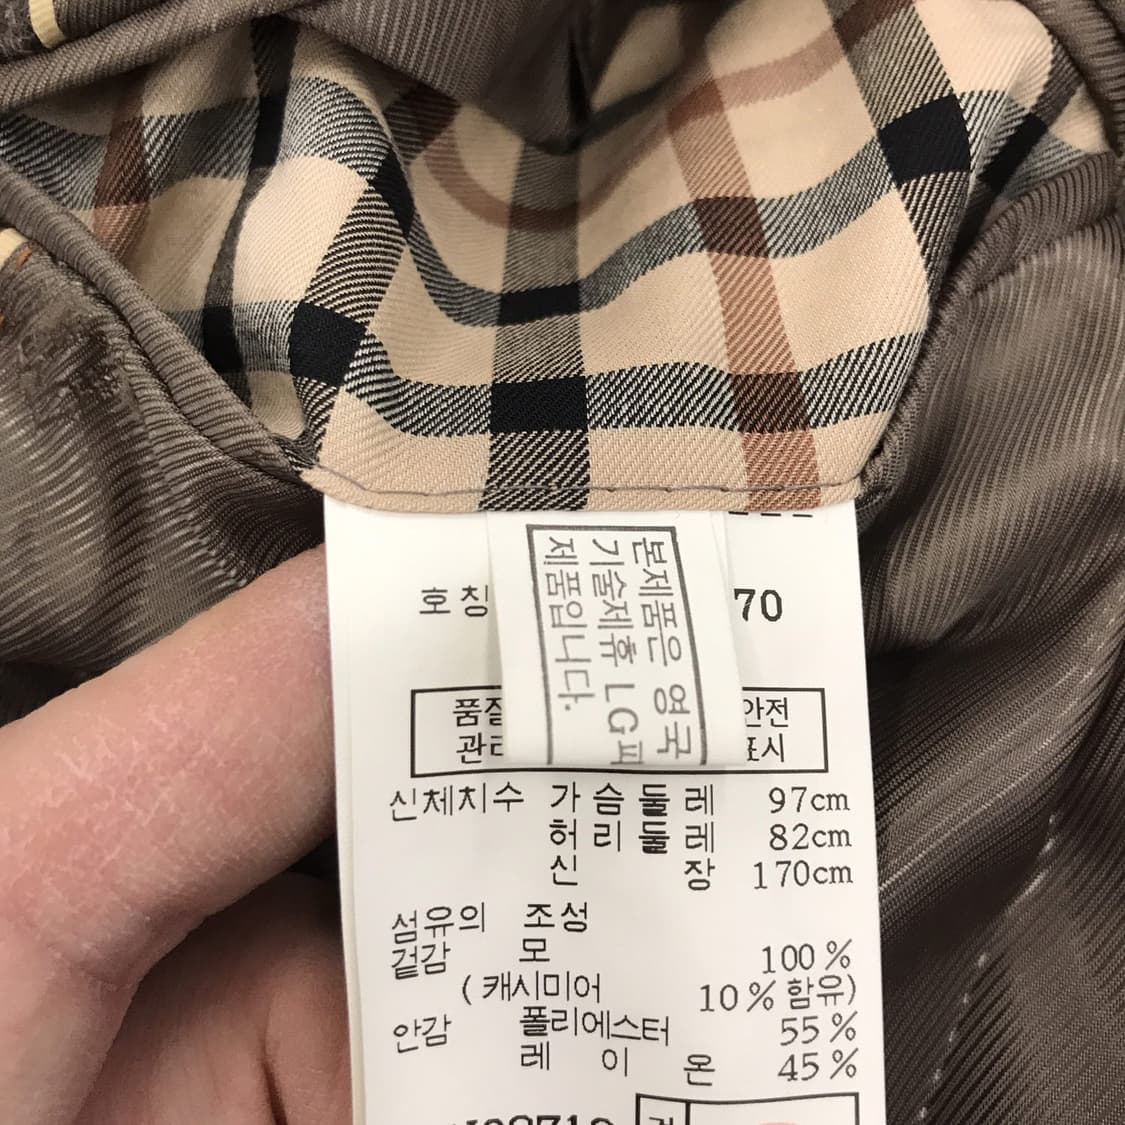 본제품은 영국
기술제휴 LG
제품입니다.
호칭
70
품질
관리
안전
표시
신체치수 가슴둘레 97cm
허리둘레 82cm
신장 170cm
섬유의 조성
겉감 모 100%
(캐시미어 10%함유)
안감 폴리에스터 55%
레이온 45%